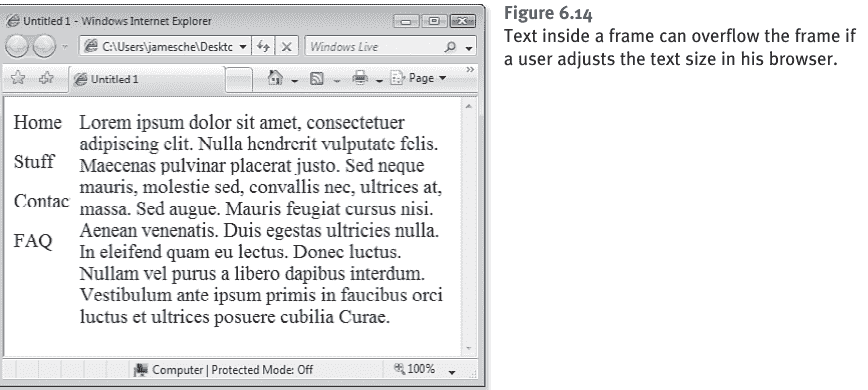 Untitled 1 - Windows Internet Explorer
C:\Users\jamesche\Desktc
Windows Live
Untitled 1
Page
Home
Stuff
Contac
FAQ
Lorem ipsum dolor sit amet, consectetuer
adipiscing elit. Nulla hendrerit vulputate felis.
Maecenas pulvinar placerat justo. Sed neque
mauris, molestie sed, convallis nec, ultrices at,
massa. Sed augue. Mauris feugiat cursus nisi.
Aenean venenatis. Duis egestas ultricies nulla.
In eleifend quam eu lectus. Donec luctus.
Nullam vel purus a libero dapibus interdum.
Vestibulum ante ipsum primis in faucibus orci
luctus et ultrices posuere cubilia Curae.
Computer | Protected Mode: Off
100%
Figure 6.14
Text inside a frame can overflow the frame if
a user adjusts the text size in his browser.